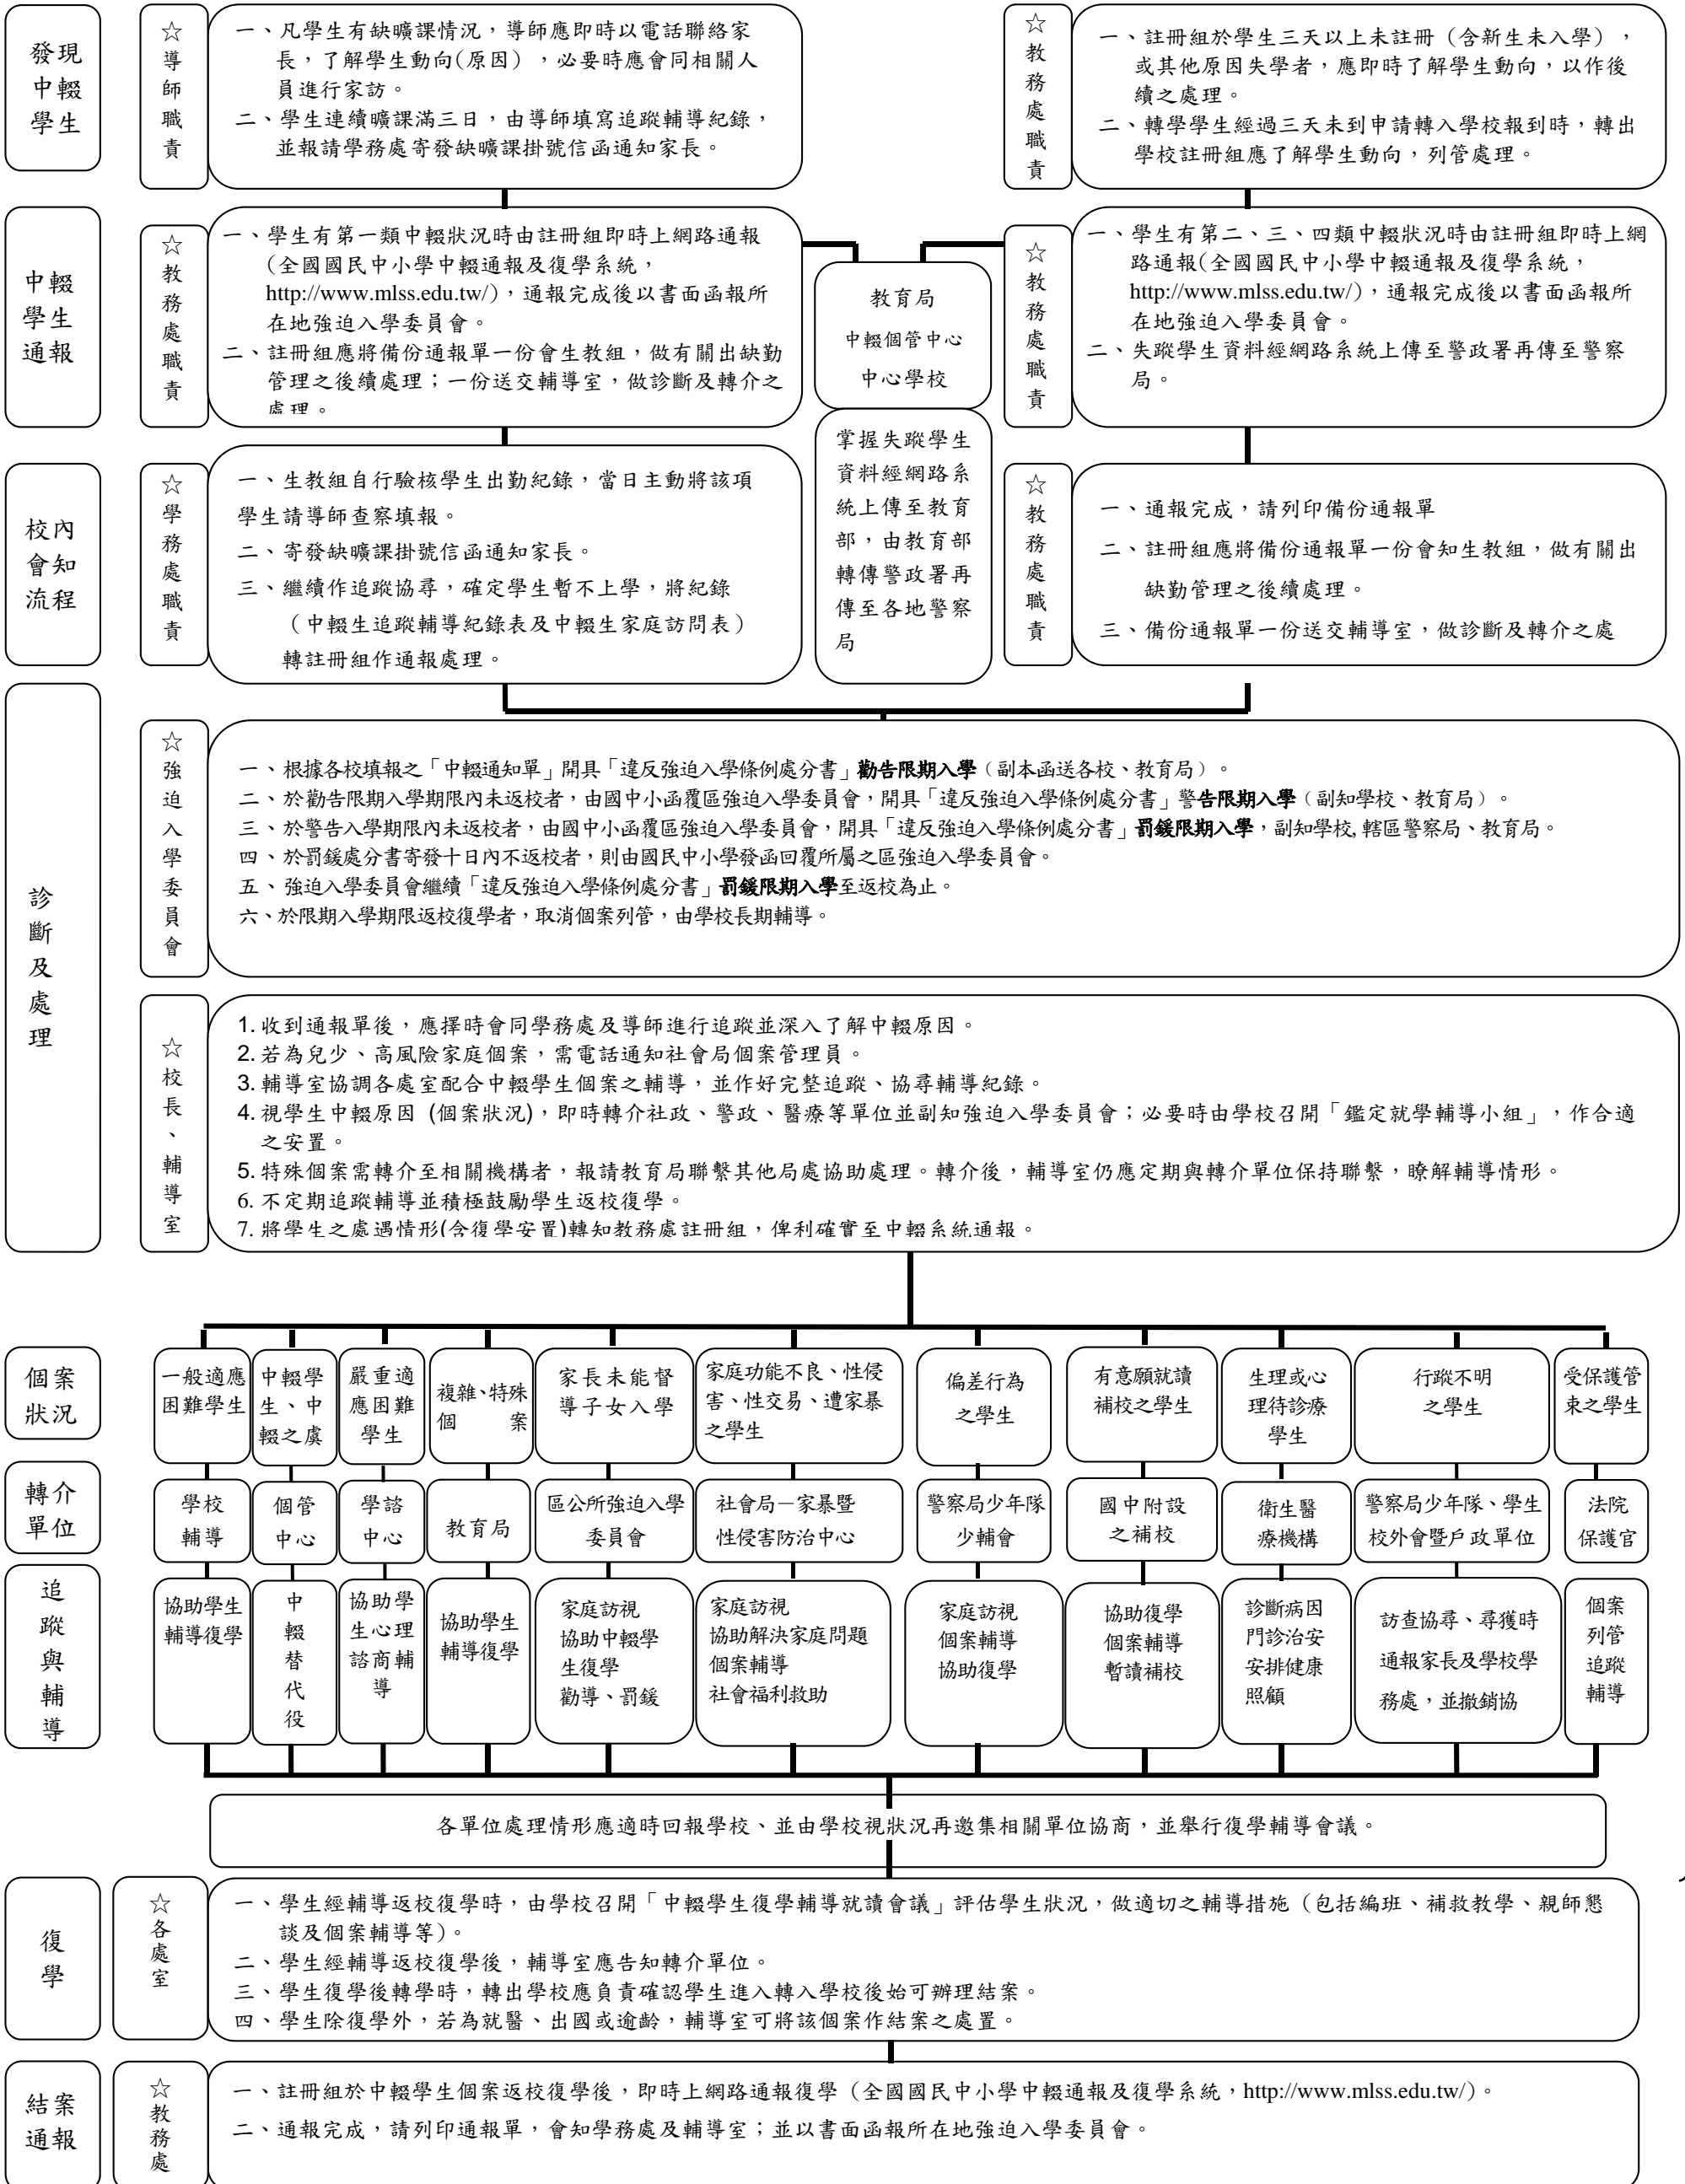 發現
中輟
學生
☆導師職責
一、凡學生有缺曠課情況，導師應即時以電話聯絡家
長，了解學生動向(原因），必要時應會同相關人
員進行家訪。
二、學生連續曠課滿三日，由導師填寫追蹤輔導紀錄，
並報請學務處寄發缺曠課掛號信函通知家長。
☆教務處職責
一、註冊組於學生三天以上未註冊（含新生未入學），
或其他原因失學者，應即時了解學生動向，以作後
續之處理。
二、轉學學生經過三天未到申請轉入學校報到時，轉出
學校註冊組應了解學生動向，列管處理。
中輟
學生
通報
☆教務處職責
一、學生有第一類中輟狀況時由註冊組即時上網路通報
(全國國民中小學中輟通報及復學系統，
http://www.mlss.edu.tw/)，通報完成後以書面函報所
在地強迫入學委員會。
二、註冊組應將備份通報單一份會生教組，做有關出缺勤
管理之後續處理；一份送交輔導室，做診斷及轉介之
處理。
教育局
中輟個管中心
中心學校
☆教務處職責
一、學生有第二、三、四類中輟狀況時由註冊組即時上網
路通報(全國國民中小學中輟通報及復學系統，
http://www.mlss.edu.tw/)，通報完成後以書面函報所
在地強迫入學委員會。
二、失蹤學生資料經網路系統上傳至警政署再傳至警察
局。
掌握失蹤學生
資料經網路系
統上傳至教育
部，由教育部
轉傳警政署再
傳至各地警察
局
校內
會知
流程
☆學務處職責
一、生教組自行驗核學生出勤紀錄，當日主動將該項
學生請導師查察填報。
二、寄發缺曠課掛號信函通知家長。
三、繼續作追蹤協尋，確定學生暫不上學，將紀錄
（中輟生追蹤輔導紀錄表及中輟生家庭訪問表）
轉註冊組作通報處理。
☆教務處職責
一、通報完成，請列印備份通報單
二、註冊組應將備份通報單一份會知生教組，做有關出
缺勤管理之後續處理。
三、備份通報單一份送交輔導室，做診斷及轉介之處
診斷及處理
☆強迫入學委員會
一、根據各校填報之「中輟通知單」開具「違反強迫入學條例處分書」勸告限期入學（副本函送各校、教育局）。
二、於勸告限期入學期限內未返校者，由國中小函覆區強迫入學委員會，開具「違反強迫入學條例處分書」警告限期入學（副知學校、教育局）。
三、於警告入學期限內未返校者，由國中小函覆區強迫入學委員會，開具「違反強迫入學條例處分書」罰鍰限期入學，副知學校,轄區警察局、教育局。
四、於罰鍰處分書寄發十日內不返校者，則由國民中小學發函回覆所屬之區強迫入學委員會。
五、強迫入學委員會繼續「違反強迫入學條例處分書」罰鍰限期入學至返校為止。
六、於限期入學期限返校復學者，取消個案列管，由學校長期輔導。
☆校長、輔導室
1. 收到通報單後，應擇時會同學務處及導師進行追蹤並深入了解中輟原因。
2. 若為兒少、高風險家庭個案，需電話通知社會局個案管理員。
3. 輔導室協調各處室配合中輟學生個案之輔導，並作好完整追蹤、協尋輔導紀錄。
4. 視學生中輟原因 (個案狀況)，即時轉介社政、警政、醫療等單位並副知強迫入學委員會；必要時由學校召開「鑑定就學輔導小組」，作合適
之安置。
5. 特殊個案需轉介至相關機構者，報請教育局聯繫其他局處協助處理。轉介後，輔導室仍應定期與轉介單位保持聯繫，瞭解輔導情形。
6. 不定期追蹤輔導並積極鼓勵學生返校復學。
7. 將學生之處遇情形(含復學安置)轉知教務處註冊組，俾利確實至中輟系統通報。
個案
狀況
一般適應
困難學生
中輟學
生、中
輟之虞
嚴重適
應困難
學生
複雜、特殊
個案
家長未能督
導子女入學
家庭功能不良、性侵
害、性交易、遭家暴
之學生
偏差行為
之學生
有意願就讀
補校之學生
生理或心
理待診療
學生
行蹤不明
之學生
受保護管
束之學生
轉介
單位
學校
輔導
個管
中心
學諮
中心
教育局
區公所強迫入學
委員會
社會局－家暴暨
性侵害防治中心
警察局少年隊
少輔會
國中附設
之補校
衛生醫
療機構
警察局少年隊、學生
校外會暨戶政單位
法院
保護官
追蹤與輔導
協助學生
輔導復學
中輟替代役
協助學
生心理
諮商輔
導
協助學生
輔導復學
家庭訪視
協助中輟學
生復學
勸導、罰鍰
家庭訪視
協助解決家庭問題
個案輔導
社會福利救助
家庭訪視
個案輔導
協助復學
協助復學
個案輔導
暫讀補校
診斷病因
門診治安
安排健康
照顧
訪查協尋、尋獲時
通報家長及學校學
務處，並撤銷協
個案
列管
追蹤
輔導
各單位處理情形應適時回報學校、並由學校視狀況再邀集相關單位協商，並舉行復學輔導會議。
復學
☆各處室
一、學生經輔導返校復學時，由學校召開「中輟學生復學輔導就讀會議」評估學生狀況，做適切之輔導措施（包括編班、補救教學、親師懇
談及個案輔導等)。
二、學生經輔導返校復學後，輔導室應告知轉介單位。
三、學生復學後轉學時，轉出學校應負責確認學生進入轉入學校後始可辦理結案。
四、學生除復學外，若為就醫、出國或逾齡，輔導室可將該個案作結案之處置。
結案
通報
☆教務處
一、註冊組於中輟學生個案返校復學後，即時上網路通報復學（全國國民中小學中輟通報及復學系統，http://www.mlss.edu.tw/)。
二、通報完成，請列印通報單，會知學務處及輔導室；並以書面函報所在地強迫入學委員會。